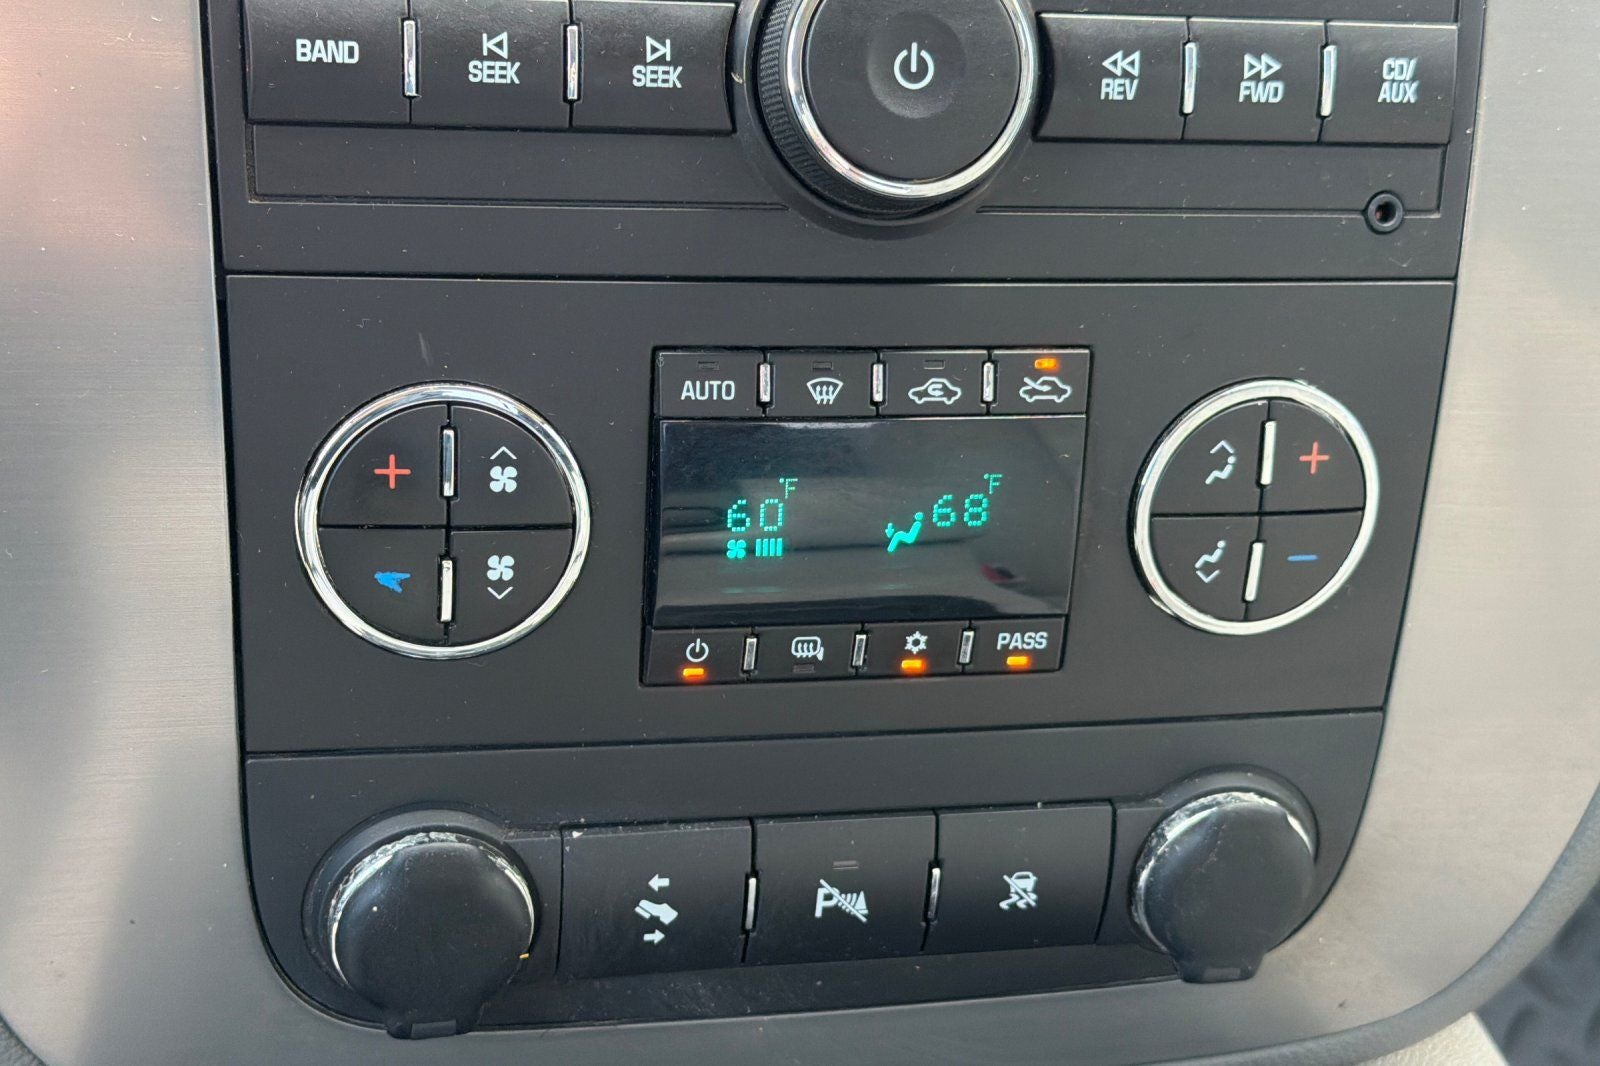 BAND
SEEK
SEEK
REV
FWD
CD/
AUX
AUTO
60°F
68°F
PASS
P